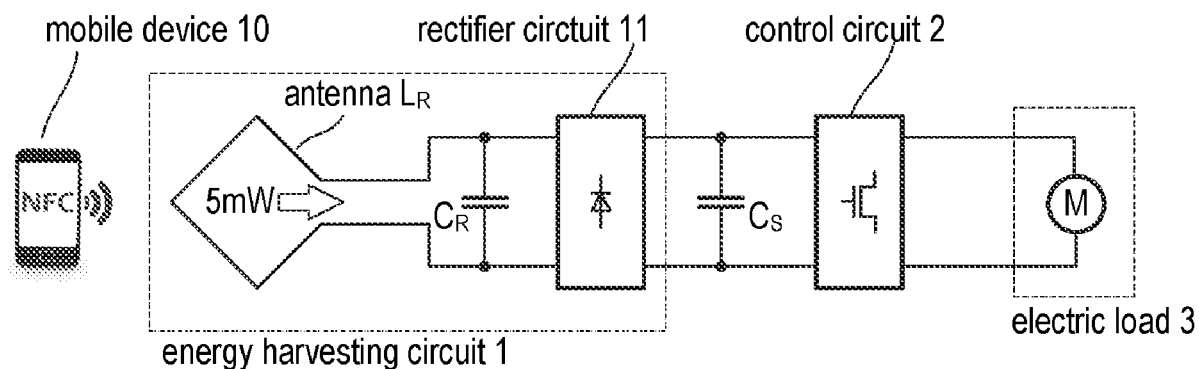 mobile device 10
rectifier circtuit 11
control circuit 2
antenna LR
NFC
5mW
CR
CS
M
electric load 3
energy harvesting circuit 1